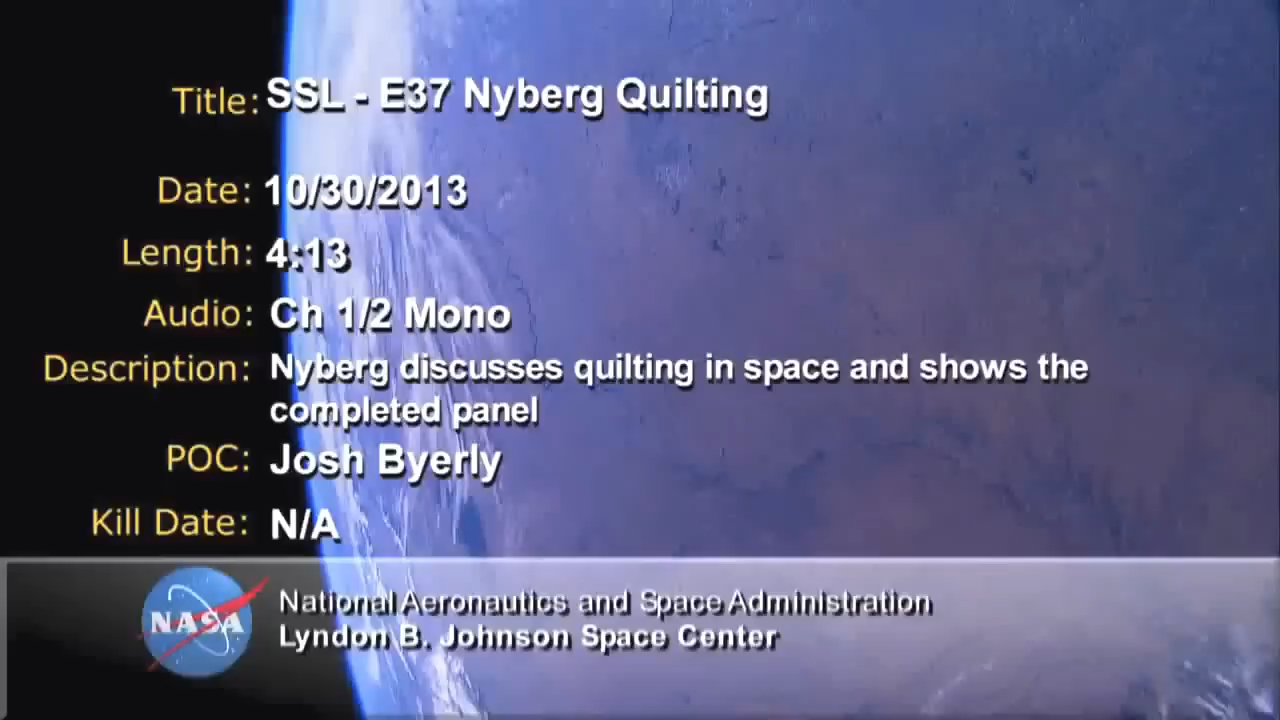 Title: SSL - E37 Nyberg Quilting
Date: 10/30/2013
Length: 4:13
Audio: Ch 1/2 Mono
Description: Nyberg discusses quilting in space and shows the
completed panel
POC: Josh Byerly
Kill Date: N/A
NASA
National Aeronautics and Space Administration
Lyndon B. Johnson Space Center